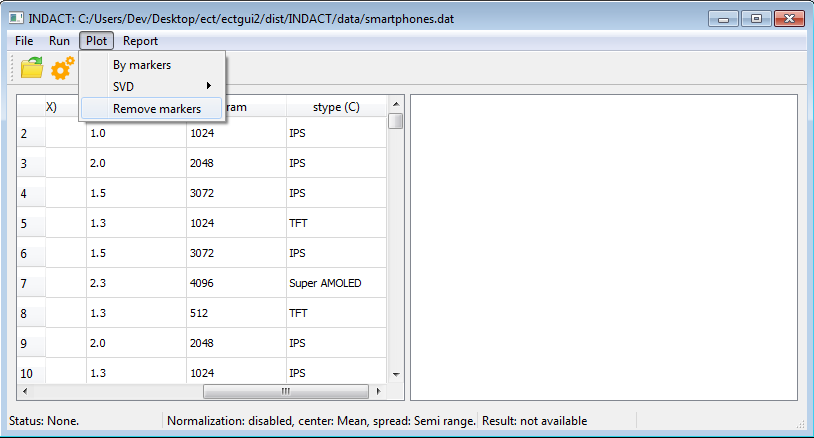 INDACT: C:/Users/Dev/Desktop/ect/ectgui2/dist/INDACT/data/smartphones.dat
File Run Plot Report
By markers
SVD
Remove markers
X) ram stype (C)
2 1.0 1024 IPS
3 2.0 2048 IPS
4 1.5 3072 IPS
5 1.3 1024 TFT
6 1.5 3072 IPS
7 2.3 4096 Super AMOLED
8 1.3 512 TFT
9 2.0 2048 IPS
10 1.3 1024 IPS
Status: None. Normalization: disabled, center: Mean, spread: Semi range. Result: not available